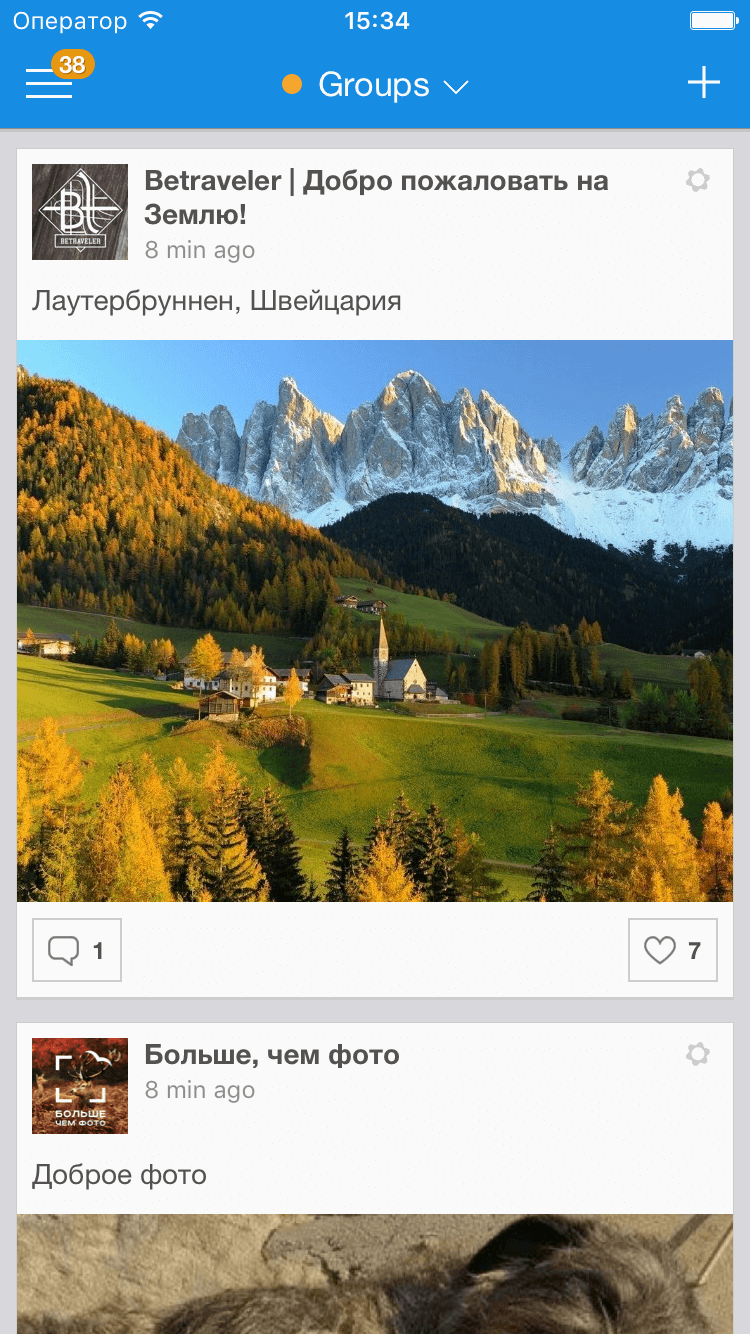 Оператор 15:34
38
Groups
Betraveler | Добро пожаловать на
Землю!
8 min ago
BT
BETRAVELER
Лаутербруннен, Швейцария
1
7
Больше, чем фото
8 min ago
БОЛЬШЕ
ЧЕМ ФОТО
Доброе фото